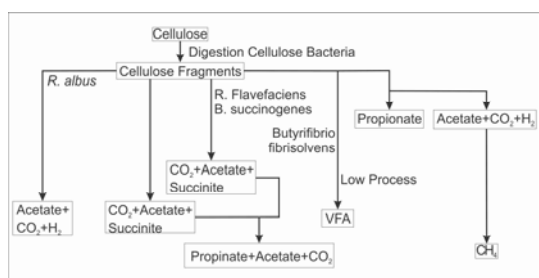 Cellulose
Digestion Cellulose Bacteria
Cellulose Fragments
R. albus
R. Flavefaciens
B. succinogenes
Butyrifibrio
fibrisolvens
Propionate
Acetate+CO₂+H₂
CO₂+Acetate+
Succinite
Low Process
Acetate+
CO₂+H₂
CO₂+Acetate+
Succinite
VFA
Propinate+Acetate+CO₂
CH₄